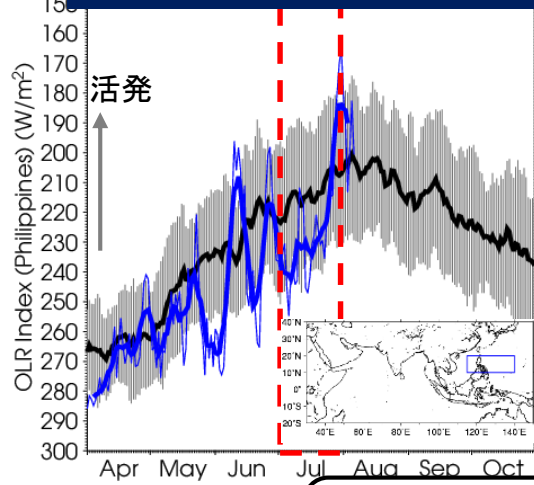 150
160
170
180
190
200
210
220
230
240
250
260
270
280
290
300
OLR Index (Philippines) (W/m²)
活発
Apr May Jun Jul Aug Sep Oct
40°N
30°N
20°N
10°N
0°
10°S
20°S
40°E 60°E 80°E 100°E 120°E 140°E